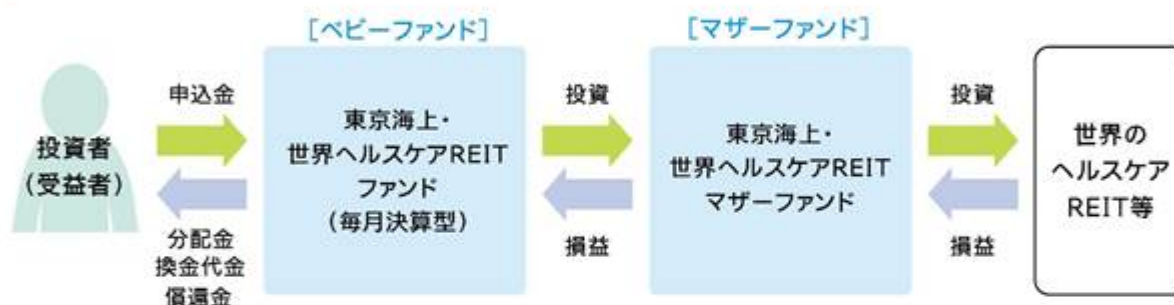 [ベビーファンド]
[マザーファンド]
投資者
(受益者)
申込金
分配金
換金代金
償還金
東京海上・
世界ヘルスケアREIT
ファンド
(毎月決算型)
投資
損益
東京海上・
世界ヘルスケアREIT
マザーファンド
投資
損益
世界の
ヘルスケア
REIT等